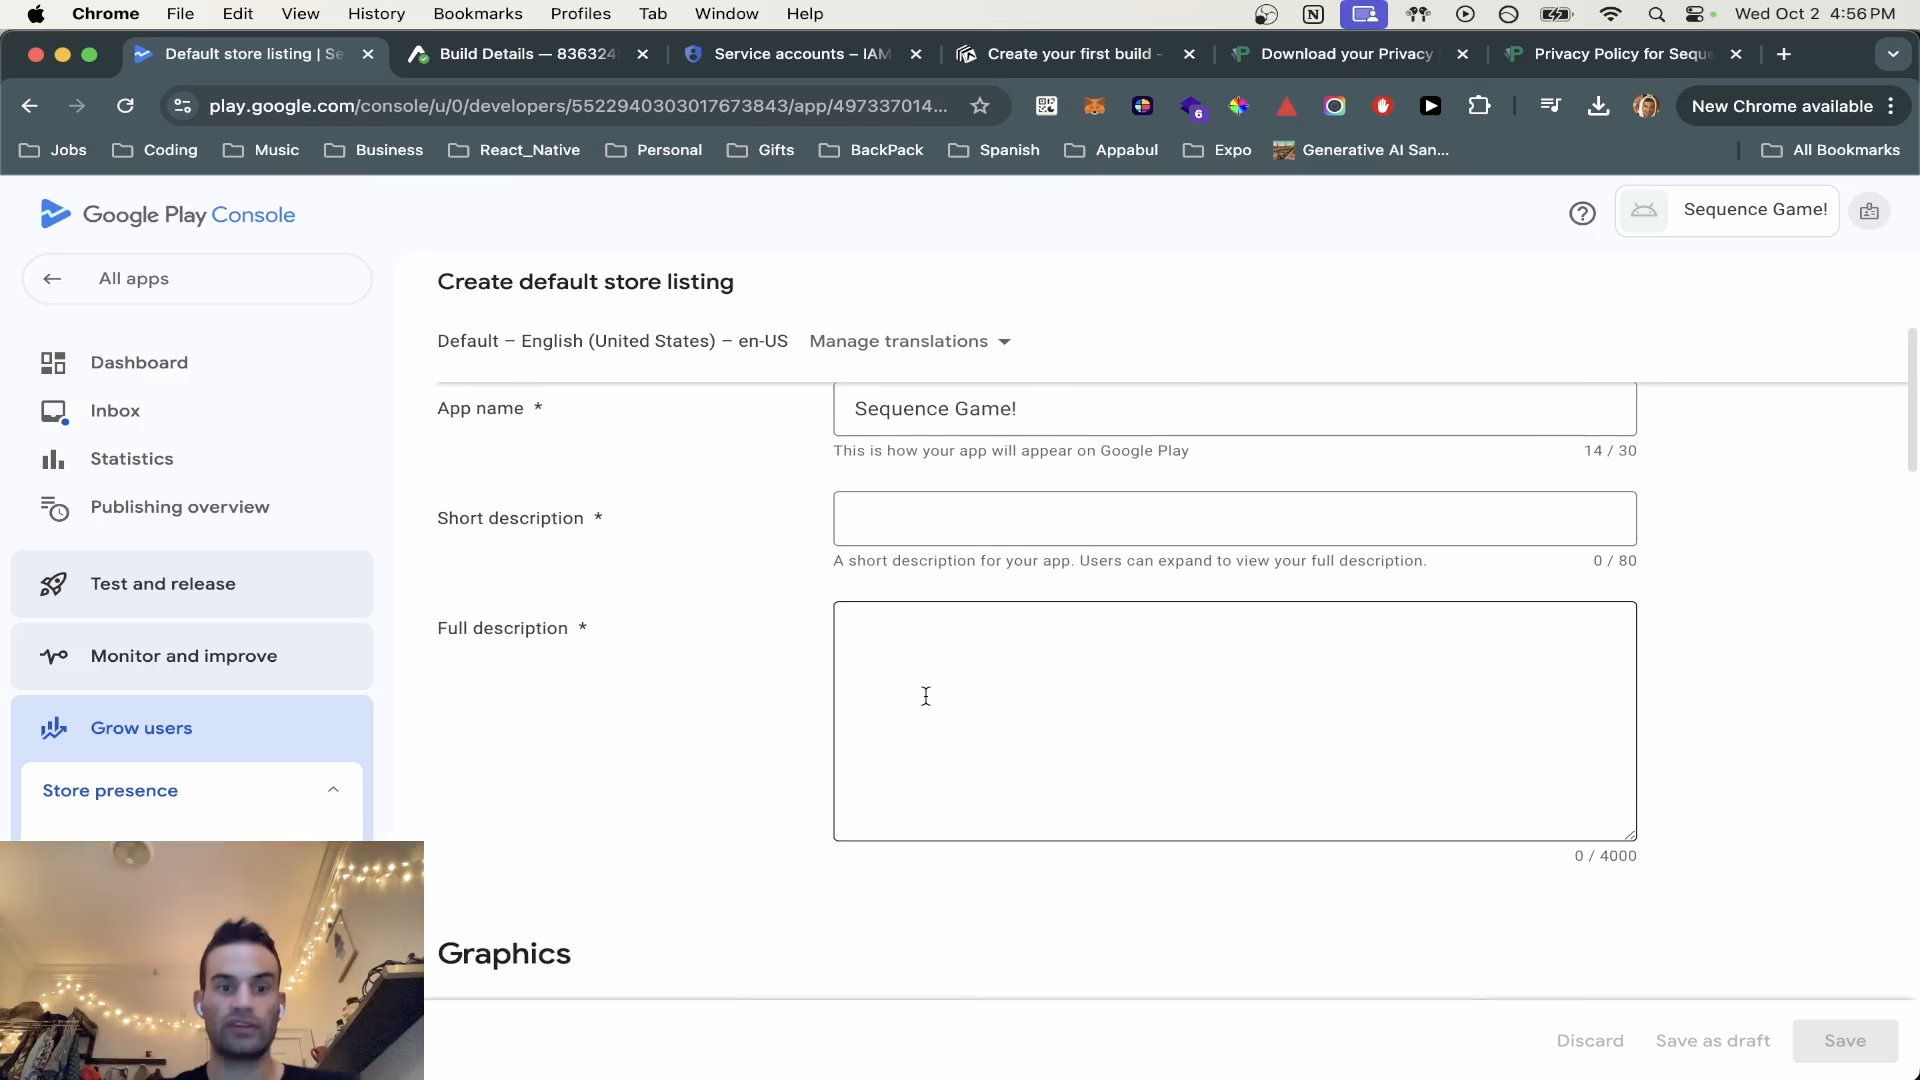 Chrome File Edit View History Bookmarks Profiles Tab Window Help Wed Oct 2 4:56 PM
Default store listing | Se Build Details — 836324 Service accounts – IAM Create your first build - Download your Privacy Privacy Policy for Seque
play.google.com/console/u/0/developers/5522940303017673843/app/497337014... 6 New Chrome available
Jobs Coding Music Business React_Native Personal Gifts BackPack Spanish Appabul Expo Generative AI San... All Bookmarks
Google Play Console
Sequence Game!
All apps
Dashboard
Inbox
Statistics
Publishing overview
Test and release
Monitor and improve
Grow users
Store presence
Create default store listing
Default – English (United States) – en-US Manage translations
App name *
Sequence Game!
This is how your app will appear on Google Play 14 / 30
Short description *
A short description for your app. Users can expand to view your full description. 0 / 80
Full description *
0 / 4000
Graphics
Discard Save as draft Save